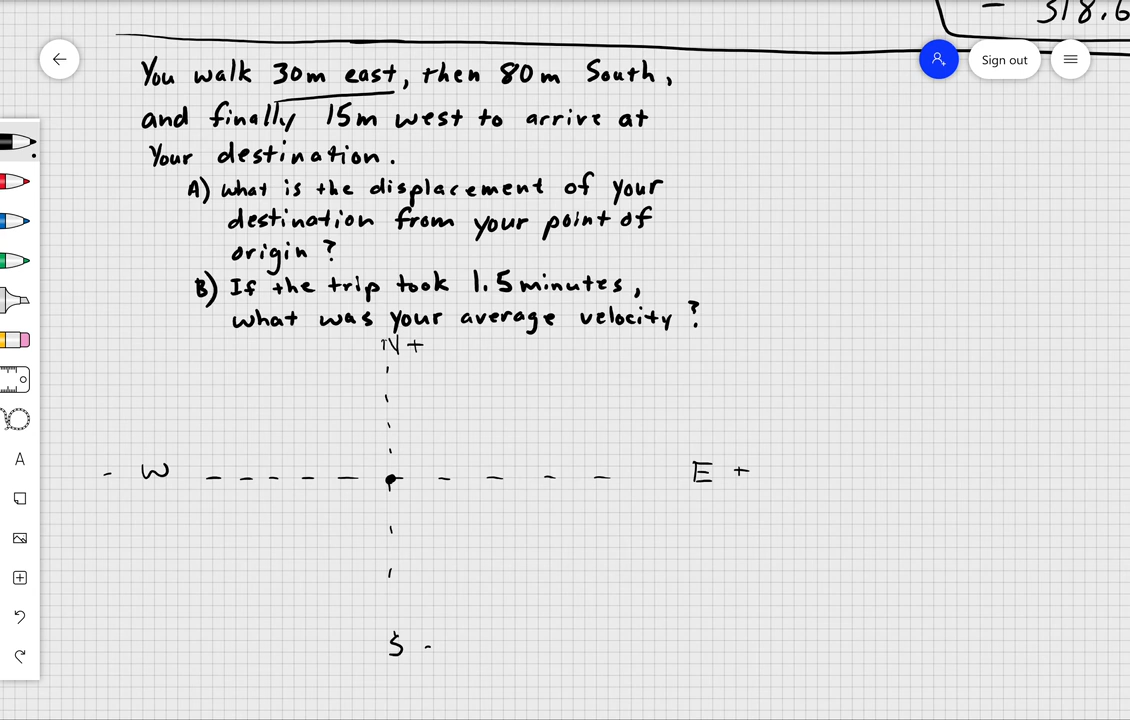 - 318.6
Sign out
You walk 30m east, then 80m South,
and finally 15m west to arrive at
Your destination.
A) what is the displacement of your
destination from your point of
origin?
B) If the trip took 1.5 minutes,
what was your average velocity?
N +
- W
E +
A
S -